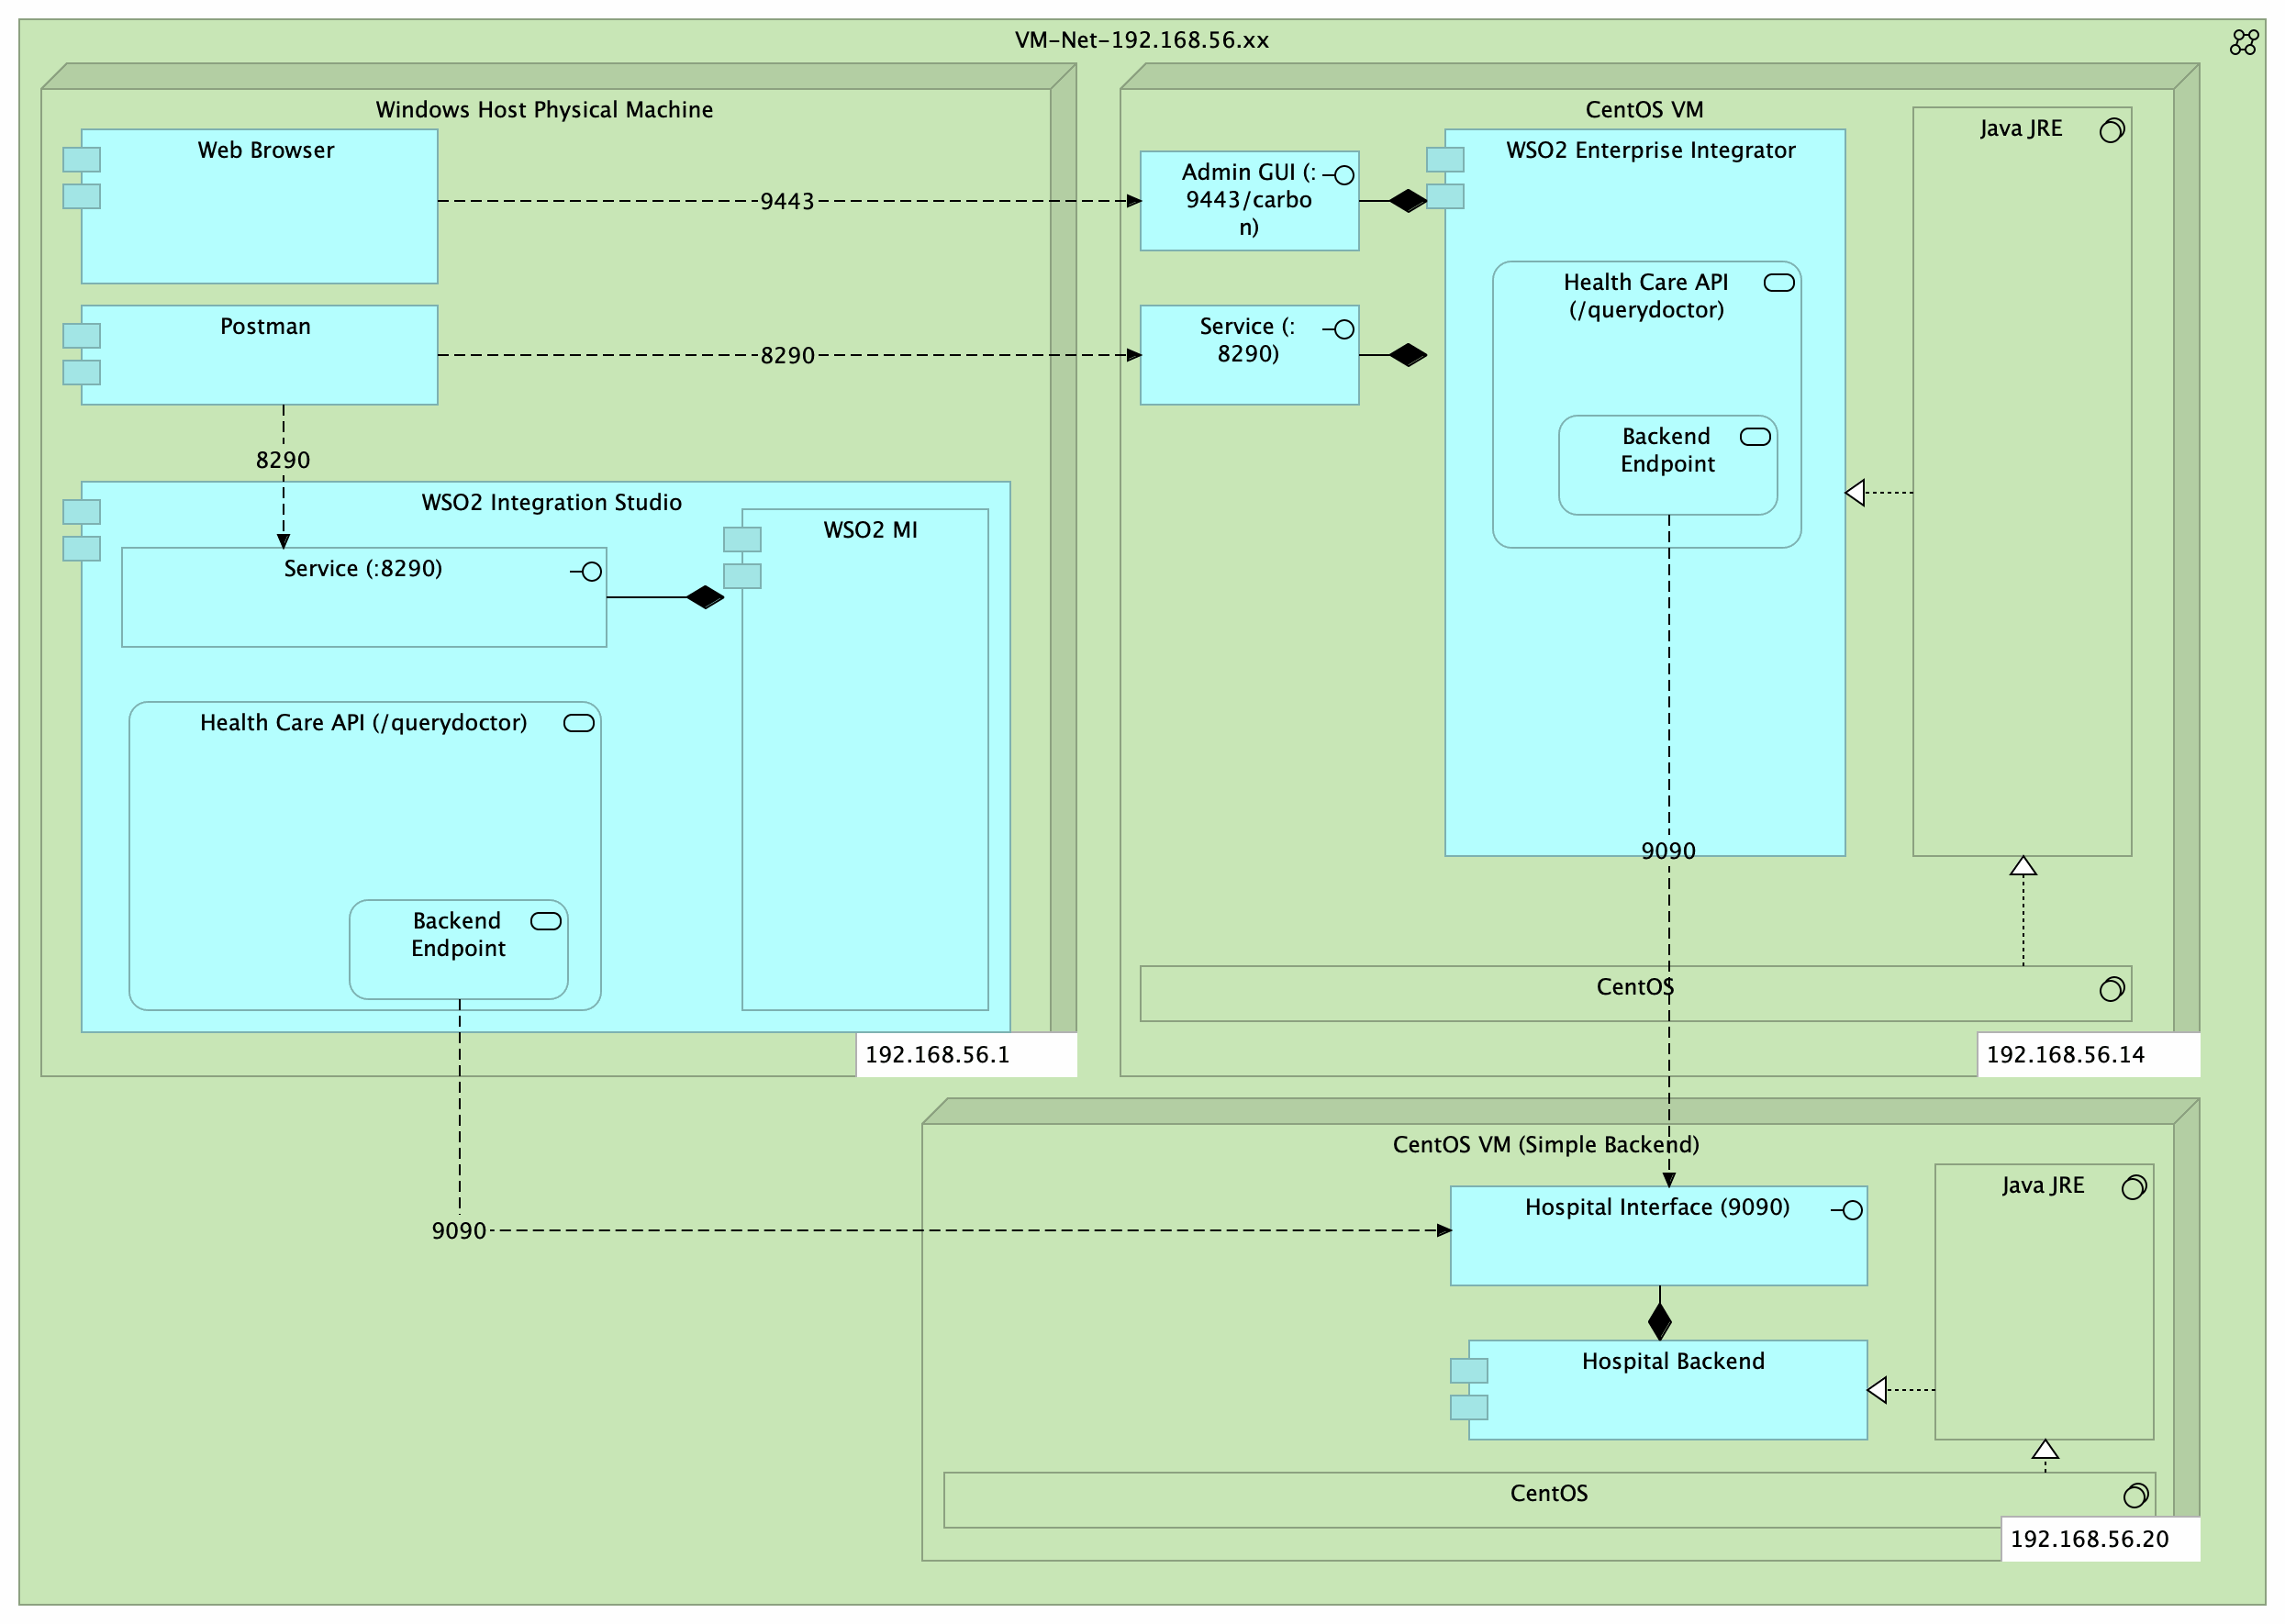 VM-Net-192.168.56.xx
Windows Host Physical Machine
Web Browser
9443
Postman
8290
8290
WSO2 Integration Studio
Service (:8290)
WSO2 MI
Health Care API (/querydoctor)
Backend
Endpoint
192.168.56.1
CentOS VM
Admin GUI (:
9443/carbo
n)
WSO2 Enterprise Integrator
Java JRE
Service (:
8290)
Health Care API
(/querydoctor)
Backend
Endpoint
9090
CentOS
192.168.56.14
9090
CentOS VM (Simple Backend)
Hospital Interface (9090)
Java JRE
Hospital Backend
CentOS
192.168.56.20